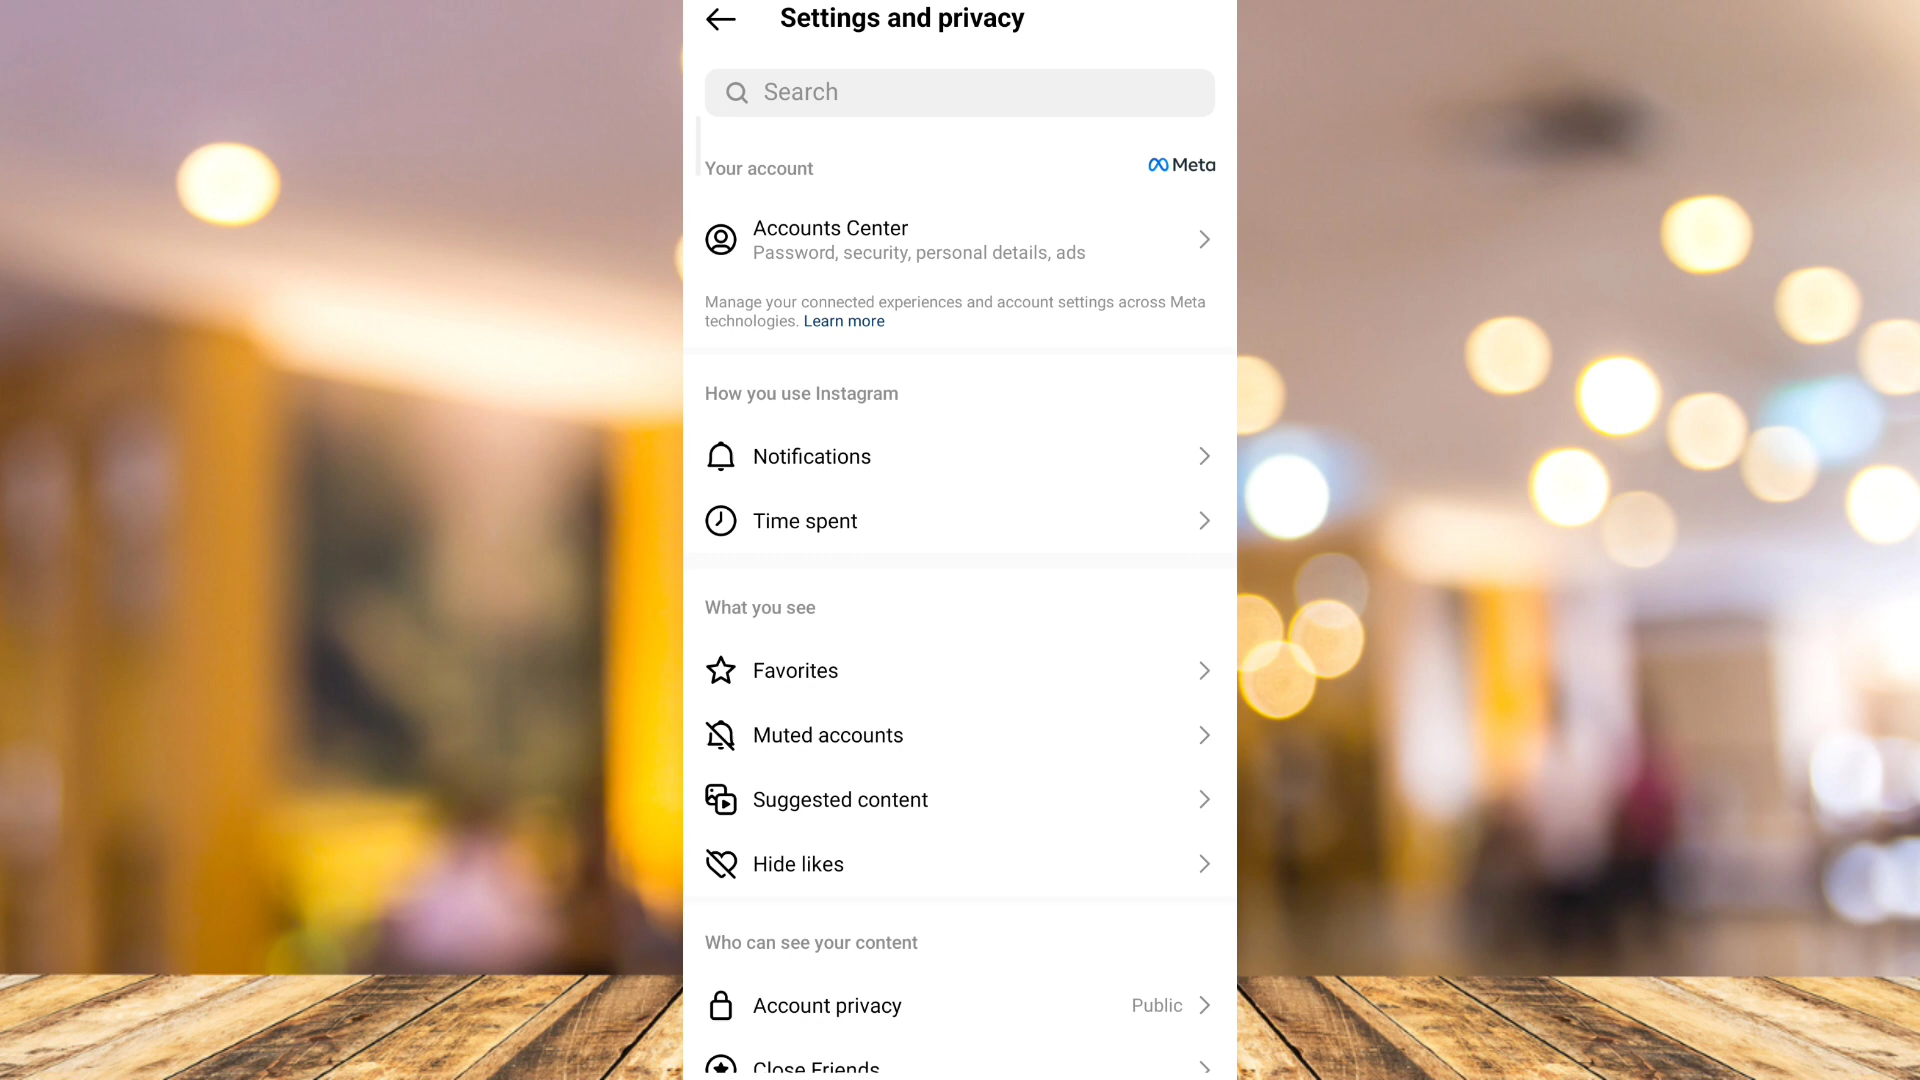 Settings and privacy
Search
Your account
Meta
Accounts Center
Password, security, personal details, ads
Manage your connected experiences and account settings across Meta
technologies. Learn more
How you use Instagram
Notifications
Time spent
What you see
Favorites
Muted accounts
Suggested content
Hide likes
Who can see your content
Account privacy
Public
Close Friends